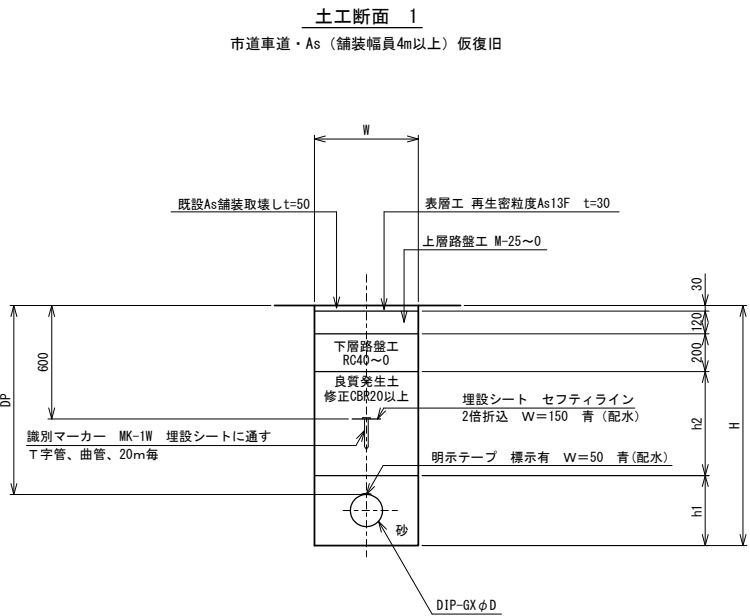 土工断面 1
市道車道・As（舗装幅員4m以上）仮復旧
W
既設As舗装取壊しt=50
表層工 再生密粒度As13F t=30
上層路盤工 M-25～0
30
120
200
下層路盤工
RC40～0
良質発生土
修正CBR20以上
600
DP
埋設シート セフティライン
2倍折込 W＝150 青（配水）
h2
H
識別マーカー MK-1W 埋設シートに通す
T字管、曲管、20m毎
明示テープ 標示有 W＝50 青(配水）
h1
砂
DIP-GXφD